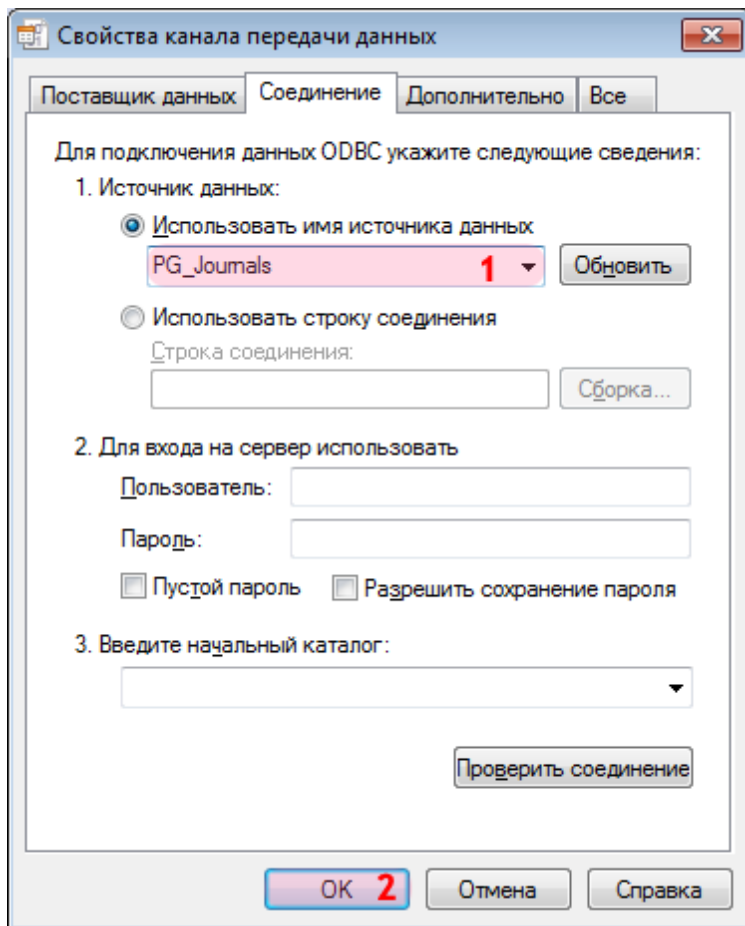 Свойства канала передачи данных
Поставщик данных Соединение Дополнительно Все
Для подключения данных ODBC укажите следующие сведения:
1. Источник данных:
Использовать имя источника данных
PG_Journals 1 Обновить
Использовать строку соединения
Строка соединения:
Сборка...
2. Для входа на сервер использовать
Пользователь:
Пароль:
Пустой пароль Разрешить сохранение пароля
3. Введите начальный каталог:
Проверить соединение
OK 2 Отмена Справка